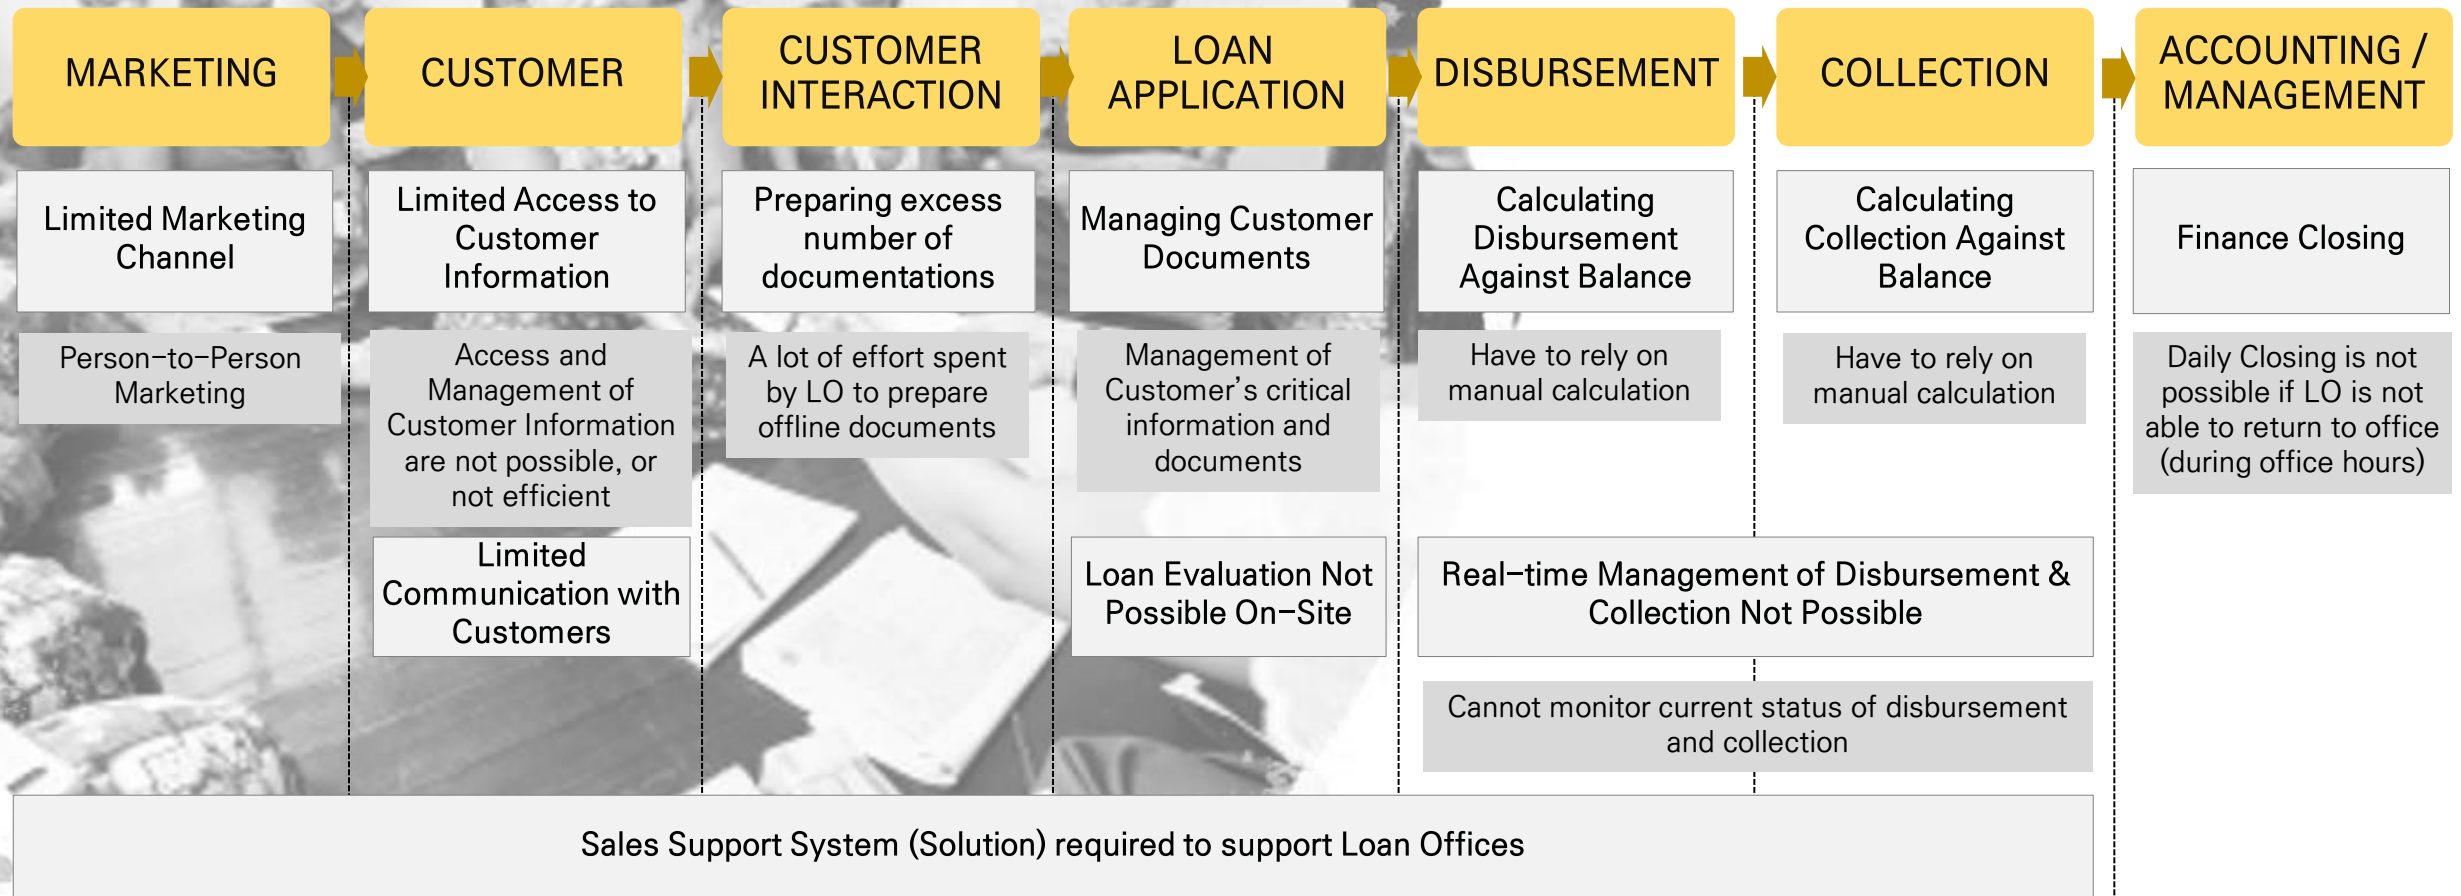 MARKETING
CUSTOMER
CUSTOMER
INTERACTION
LOAN
APPLICATION
DISBURSEMENT
COLLECTION
ACCOUNTING /
MANAGEMENT
Limited Marketing
Channel
Limited Access to
Customer
Information
Preparing excess
number of
documentations
Managing Customer
Documents
Calculating
Disbursement
Against Balance
Calculating
Collection Against
Balance
Finance Closing
Person-to-Person
Marketing
Access and
Management of
Customer Information
are not possible, or
not efficient
A lot of effort spent
by LO to prepare
offline documents
Management of
Customer's critical
information and
documents
Have to rely on
manual calculation
Have to rely on
manual calculation
Daily Closing is not
possible if LO is not
able to return to office
(during office hours)
Limited
Communication with
Customers
Loan Evaluation Not
Possible On-Site
Real-time Management of Disbursement &
Collection Not Possible
Cannot monitor current status of disbursement
and collection
Sales Support System (Solution) required to support Loan Offices